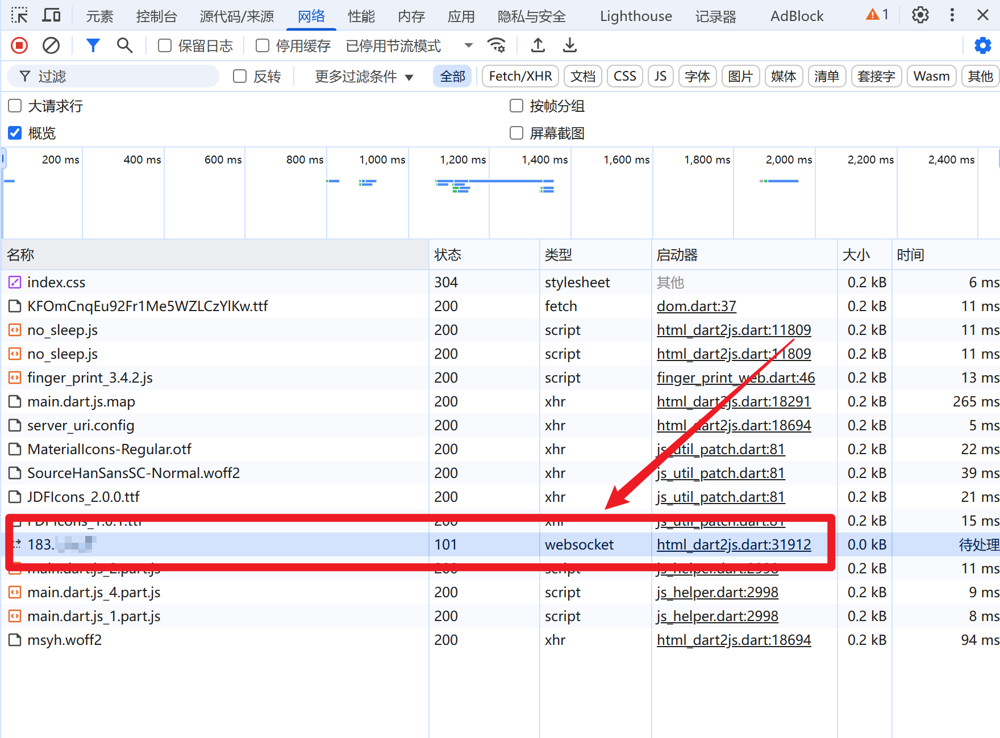 元素 控制台 源代码/来源 网络 性能 内存 应用 隐私与安全 Lighthouse 记录器 AdBlock 1
保留日志 停用缓存 已停用节流模式
过滤 反转 更多过滤条件 全部 Fetch/XHR 文档 CSS JS 字体 图片 媒体 清单 套接字 Wasm 其他
大请求行 按帧分组
概览 屏幕截图
200 ms 400 ms 600 ms 800 ms 1,000 ms 1,200 ms 1,400 ms 1,600 ms 1,800 ms 2,000 ms 2,200 ms 2,400 ms
名称 状态 类型 启动器 大小 时间
index.css 304 stylesheet 其他 0.2 kB 6 ms
KFOmCnqEu92Fr1Me5WZLCzYlKw.ttf 200 fetch dom.dart:37 0.2 kB 11 ms
no_sleep.js 200 script html_dart2js.dart:11809 0.2 kB 11 ms
no_sleep.js 200 script html_dart2js.dart:11809 0.2 kB 11 ms
finger_print_3.4.2.js 200 script finger_print_web.dart:46 0.2 kB 13 ms
main.dart.js.map 200 xhr html_dart2js.dart:18291 0.2 kB 265 ms
server_uri.config 200 xhr html_dart2js.dart:18694 0.2 kB 5 ms
MaterialIcons-Regular.otf 200 xhr js_util_patch.dart:81 0.2 kB 22 ms
SourceHanSansSC-Normal.woff2 200 xhr js_util_patch.dart:81 0.2 kB 39 ms
JDFIcons_2.0.0.ttf 200 xhr js_util_patch.dart:81 0.2 kB 21 ms
200 xhr js_util_patch.dart:81 0.2 kB 15 ms
183. 101 websocket html_dart2js.dart:31912 0.0 kB 待处理
main.dart.js_2.part.js 200 script js_helper.dart:2998 0.2 kB 11 ms
main.dart.js_4.part.js 200 script js_helper.dart:2998 0.2 kB 9 ms
main.dart.js_1.part.js 200 script js_helper.dart:2998 0.2 kB 8 ms
msyh.woff2 200 xhr html_dart2js.dart:18694 0.2 kB 94 ms